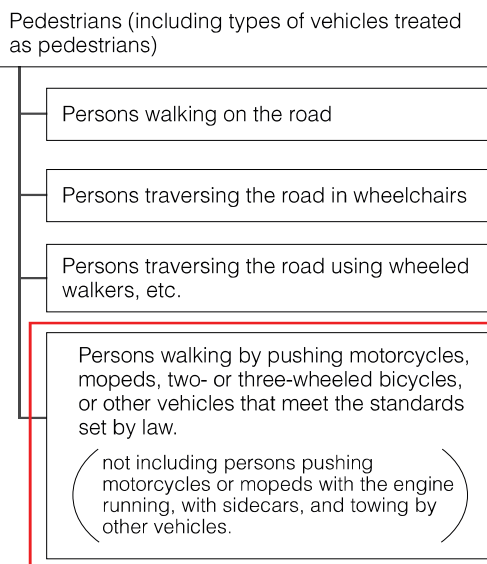 Pedestrians (including types of vehicles treated
as pedestrians)
Persons walking on the road
Persons traversing the road in wheelchairs
Persons traversing the road using wheeled
walkers, etc.
Persons walking by pushing motorcycles,
mopeds, two- or three-wheeled bicycles,
or other vehicles that meet the standards
set by law.
(not including persons pushing
motorcycles or mopeds with the engine
running, with sidecars, and towing by
other vehicles.)